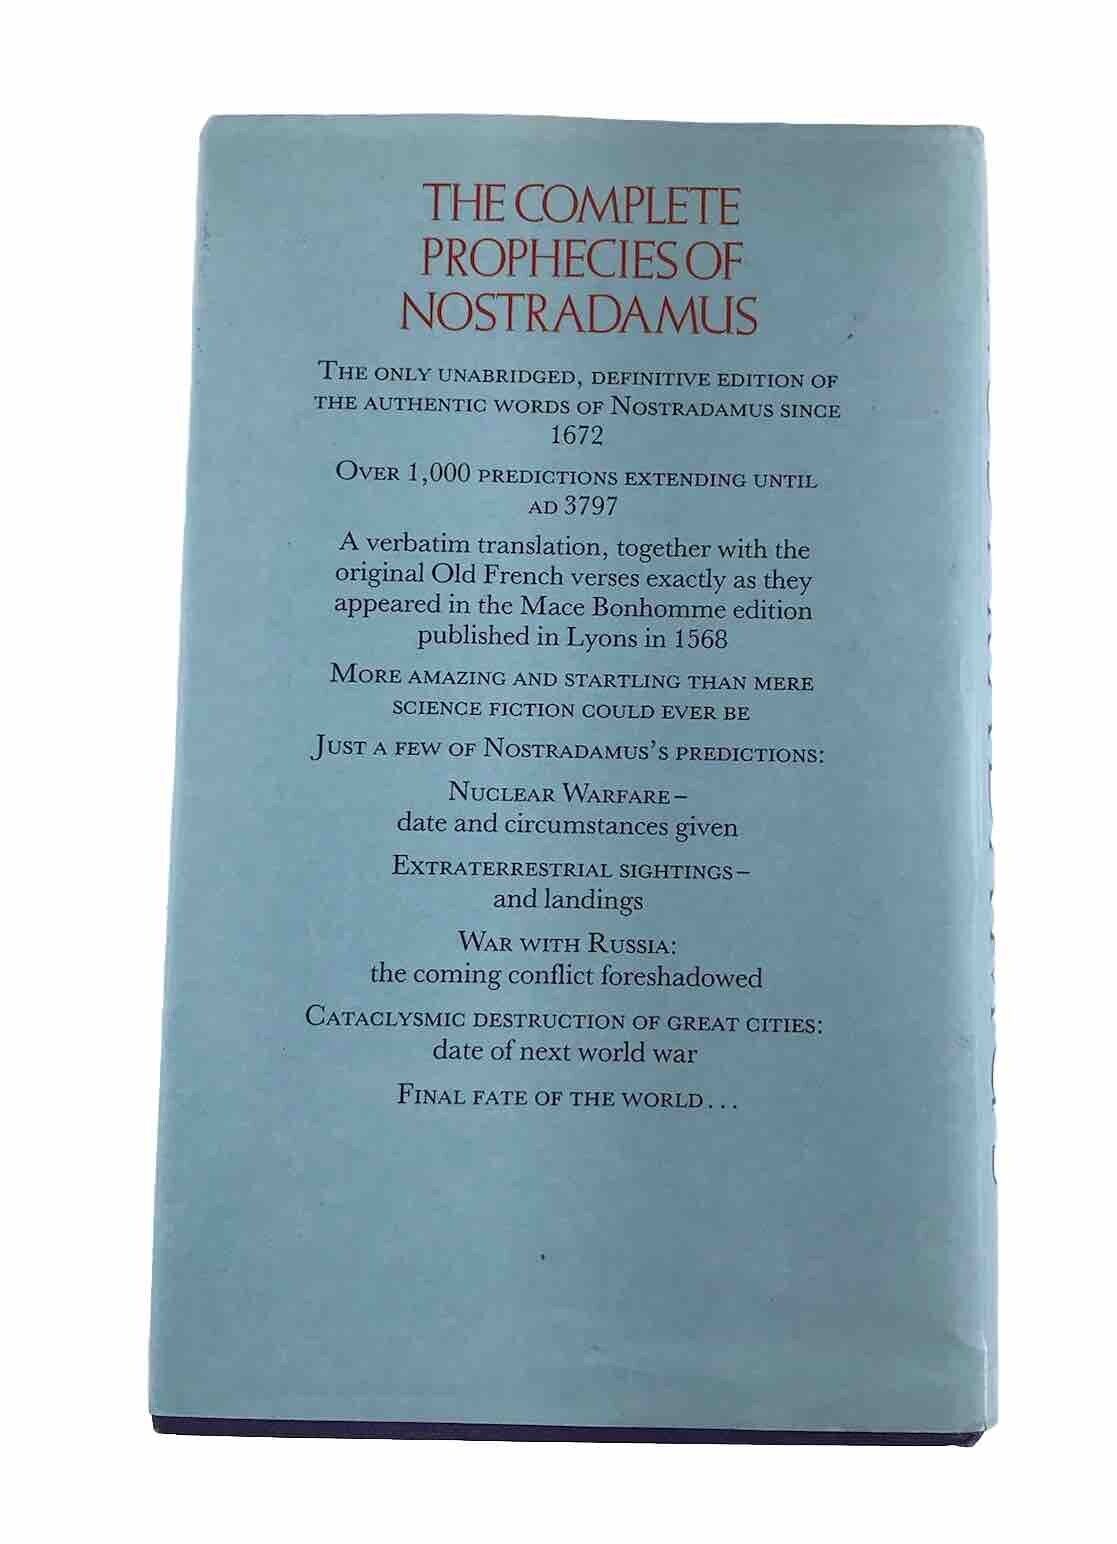 THE COMPLETE
PROPHECIES OF
NOSTRADAMUS
THE ONLY UNABRIDGED, DEFINITIVE EDITION OF
THE AUTHENTIC WORDS OF NOSTRADAMUS SINCE
1672
OVER 1,000 PREDICTIONS EXTENDING UNTIL
AD 3797
A verbatim translation, together with the
original Old French verses exactly as they
appeared in the Mace Bonhomme edition
published in Lyons in 1568
MORE AMAZING AND STARTLING THAN MERE
SCIENCE FICTION COULD EVER BE
JUST A FEW OF NOSTRADAMUS'S PREDICTIONS:
NUCLEAR WARFARE–
date and circumstances given
EXTRATERRESTRIAL SIGHTINGS–
and landings
WAR WITH RUSSIA:
the coming conflict foreshadowed
CATACLYSMIC DESTRUCTION OF GREAT CITIES:
date of next world war
FINAL FATE OF THE WORLD...